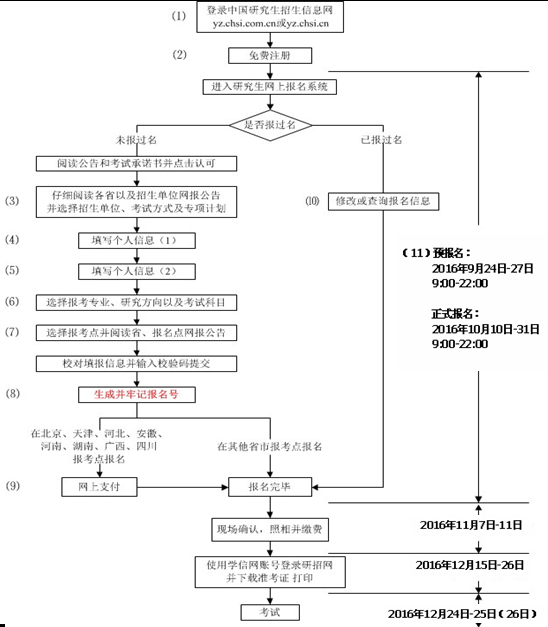 (1)
登录中国研究生招生信息网
yz.chsi.com.cn或yz.chsi.cn
(2)
免费注册
进入研究生网上报名系统
是否报过名
未报过名
已报过名
阅读公告和考试承诺书并点击认可
(3)
仔细阅读各省以及招生单位网报公告
并选择招生单位、考试方式及专项计划
(10)
修改或查询报名信息
(4)
填写个人信息（1）
(5)
填写个人信息（2）
(6)
选择报考专业、研究方向以及考试科目
(7)
选择报考点并阅读省、报名点网报公告
校对填报信息并输入校验码提交
(8)
生成并牢记报名号
（11）预报名：
2016年9月24日-27日
9:00-22:00
正式报名：
2016年10月10日-31日
9:00-22:00
在北京、天津、河北、安徽、
河南、湖南、广西、四川
报考点报名
在其他省市报考点报名
(9)
网上支付
报名完毕
现场确认，照相并缴费
2016年11月7日-11日
使用学信网账号登录研招网
并下载准考证 打印
2016年12月15日-26日
考试
2016年12月24日-25日（26日）